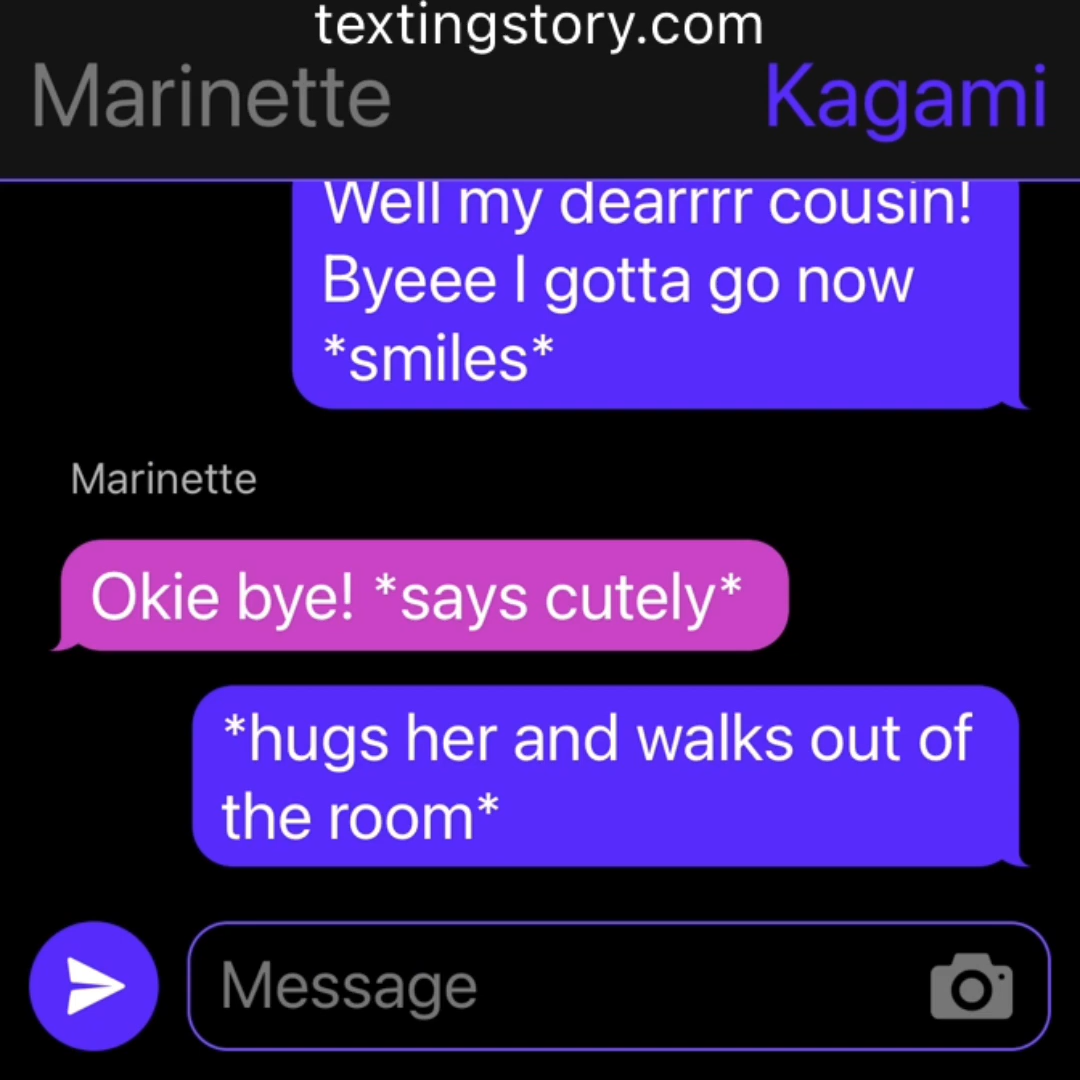 textingstory.com
Marinette Kagami
Well my dearrrr cousin!
Byeee I gotta go now
*smiles*
Marinette
Okie bye! *says cutely*
*hugs her and walks out of
the room*
Message